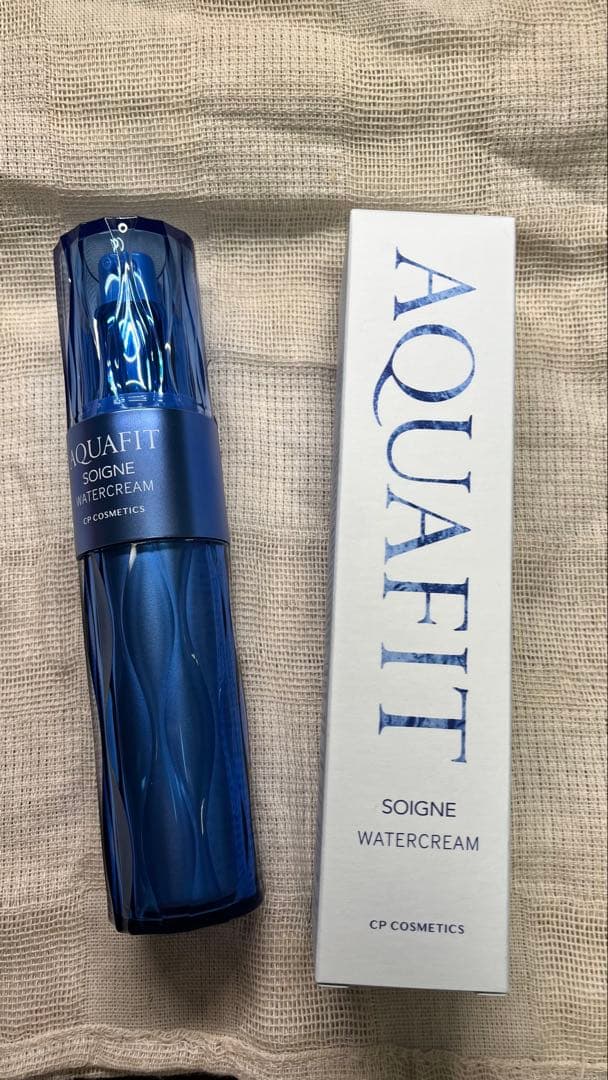 AQUAFIT
SOIGNE
WATERCREAM
CP COSMETICS
AQUAFIT
SOIGNE
WATERCREAM
CP COSMETICS